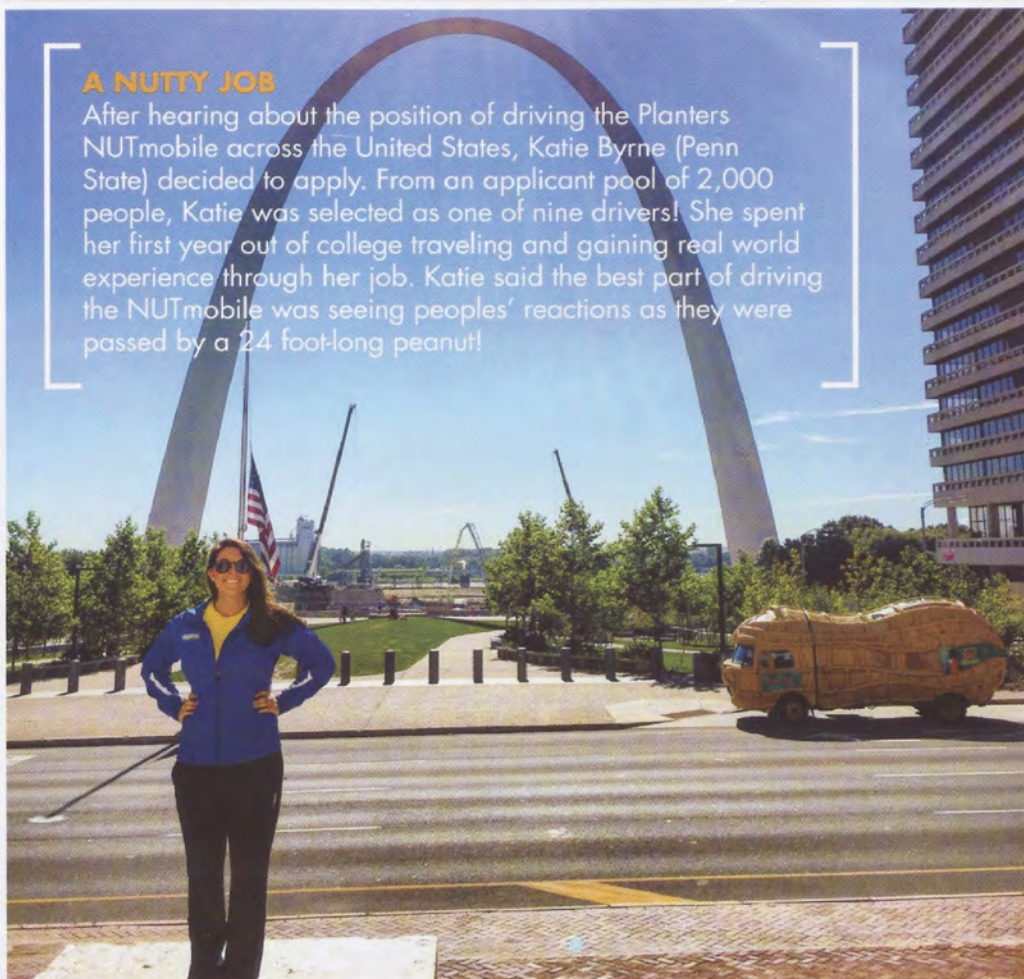 A NUTTY JOB
After hearing about the position of driving the Planters
NUTmobile across the United States, Katie Byrne (Penn
State) decided to apply. From an applicant pool of 2,000
people, Katie was selected as one of nine drivers! She spent
her first year out of college traveling and gaining real world
experience through her job. Katie said the best part of driving
the NUTmobile was seeing peoples' reactions as they were
passed by a 24 foot-long peanut!